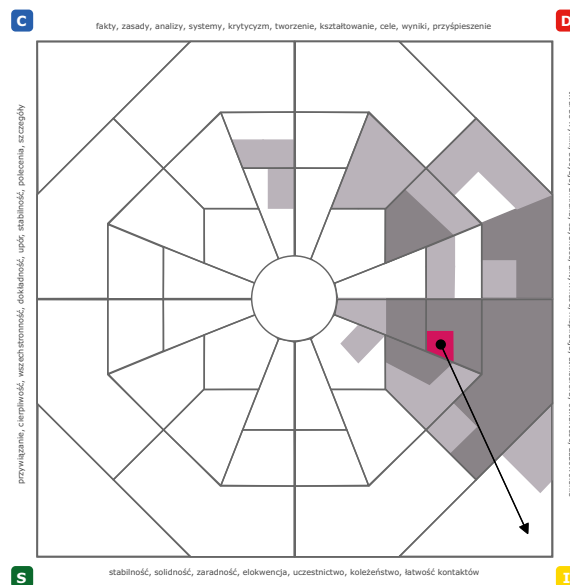 C
fakty, zasady, analizy, systemy, krytycyzm, tworzenie, kształtowanie, cele, wyniki, przyśpieszenie
D
przywiązanie, cierpliwość, wszechstronność, dokładność, upór, stabilność, polecenia, szczegóły
S
stabilność, solidność, zaradność, elokwencja, uczestnictwo, koleżeństwo, łatwość kontaktów
I